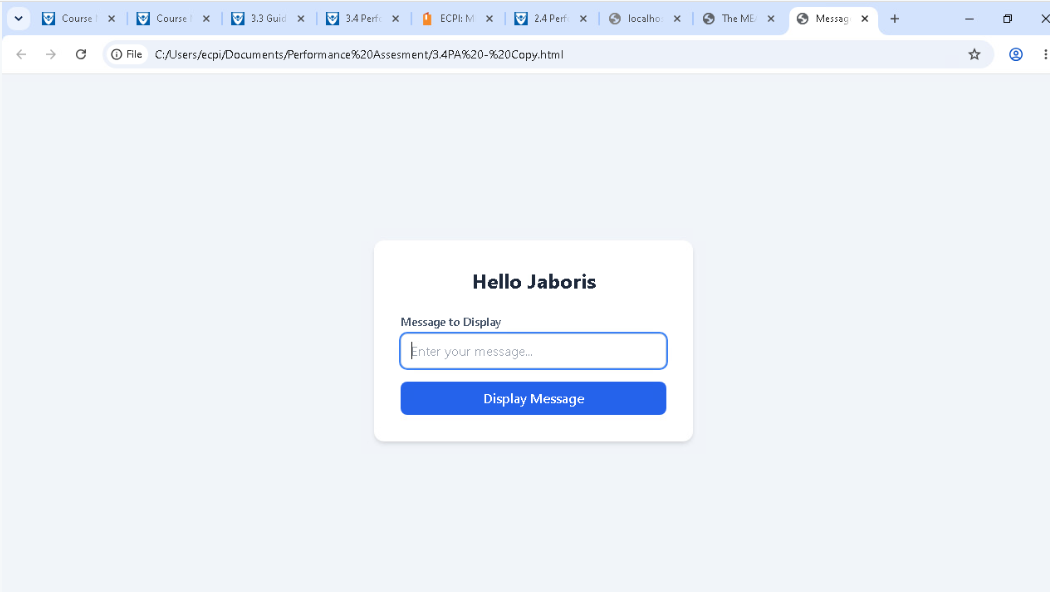 Course
Course
3.3 Guid
3.4 Perf
ECPI: M
2.4 Perf
localho
The ME
Messag
File
C:/Users/ecpi/Documents/Performance%20Assesment/3.4PA%20-%20Copy.html
Hello Jaboris
Message to Display
Enter your message...
Display Message